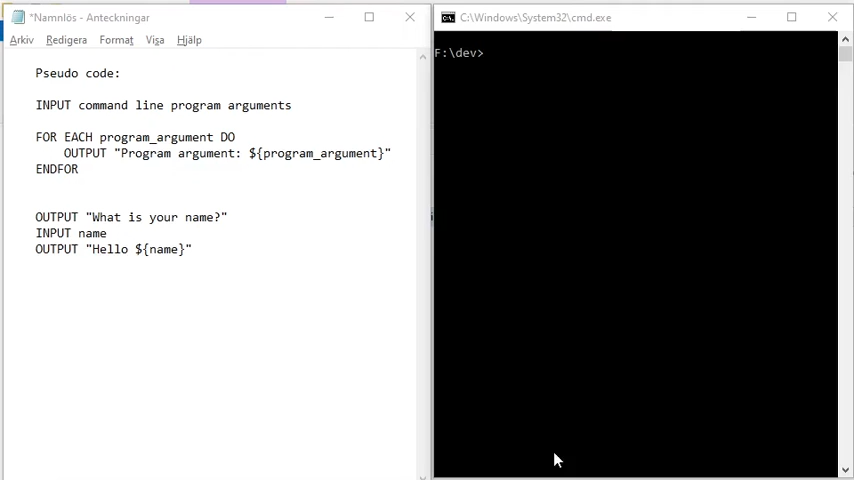 *Namnlös - Anteckningar
Arkiv Redigera Format Visa Hjälp
Pseudo code:
INPUT command line program arguments
FOR EACH program_argument DO
OUTPUT "Program argument: ${program_argument}"
ENDFOR
OUTPUT "What is your name?"
INPUT name
OUTPUT "Hello ${name}"
C:\Windows\System32\cmd.exe
F:\dev>